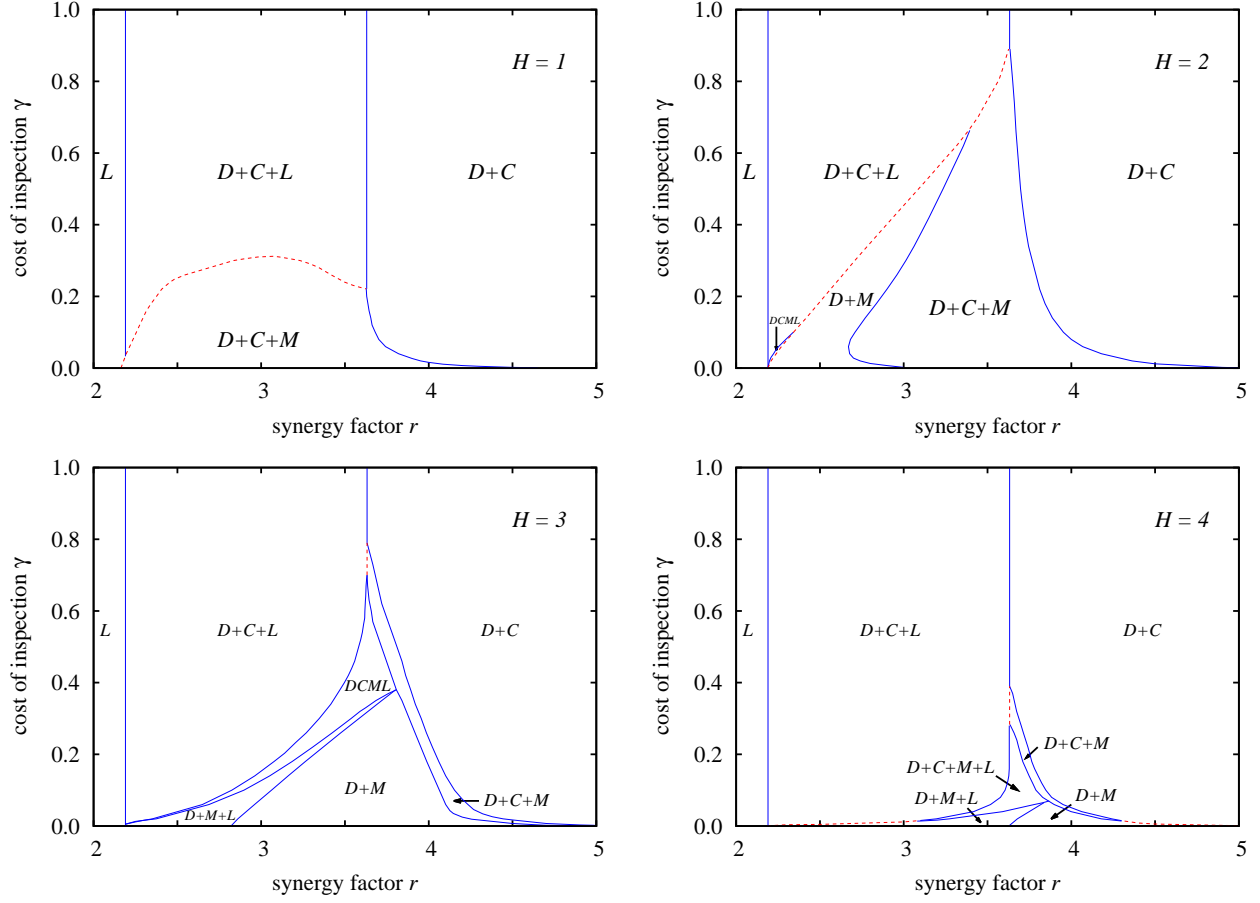 1.0
0.8
0.6
0.4
0.2
0.0
cost of inspection γ
H = 1
L
D+C+L
D+C
D+C+M
2
3
4
5
synergy factor r
1.0
0.8
0.6
0.4
0.2
0.0
cost of inspection γ
H = 2
L
D+C+L
D+C
DCML
D+M
D+C+M
2
3
4
5
synergy factor r
1.0
0.8
0.6
0.4
0.2
0.0
cost of inspection γ
H = 3
L
D+C+L
D+C
DCML
D+M
D+C+M
D+M+L
2
3
4
5
synergy factor r
1.0
0.8
0.6
0.4
0.2
0.0
cost of inspection γ
H = 4
L
D+C+L
D+C
D+C+M
D+C+M+L
D+M+L
D+M
2
3
4
5
synergy factor r